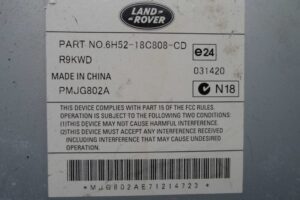 LAND-
ROVER
PART NO.6H52-18C808-CD
e24
R9KWD
031420
MADE IN CHINA
PMJG802A
N18
THIS DEVICE COMPLIES WITH PART 15 OF THE FCC RULES
OPERATION IS SUBJECT TO THE FOLLOWING TWO CONDITIONS
(1)THIS DEVICE MAY NOT CAUSE HARMFUL INTERFERENCE.
(2)THIS DEVICE MUST ACCEPT ANY INTERFERENCE RECEIVED
INCLUDING INTERFERENCE THAT MAY CAUSE UNDESIRED
OPERATION.
*MJG802AE71214723*